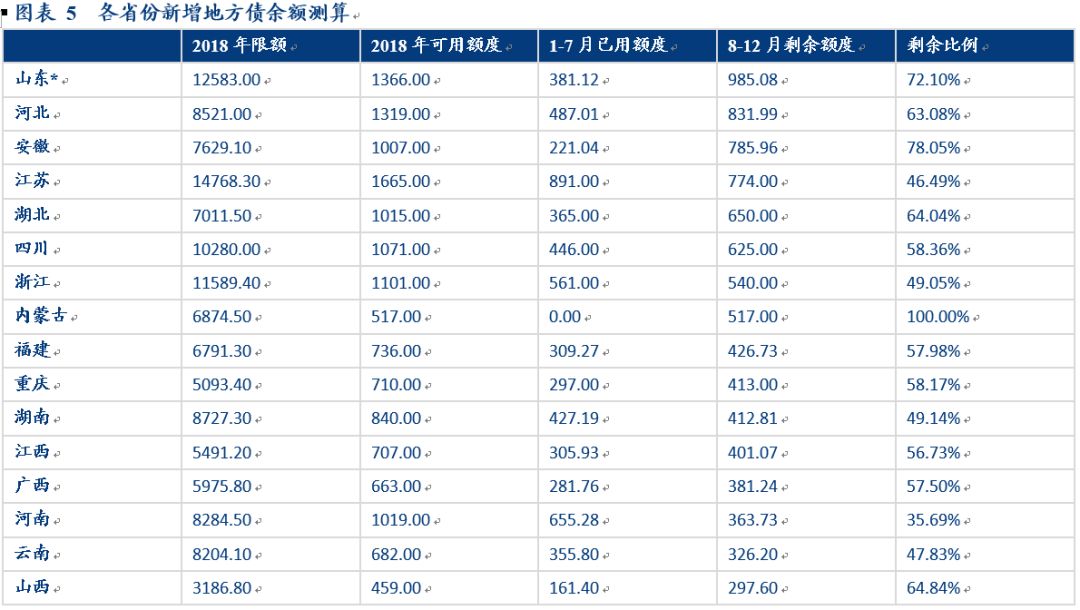 图表 5 各省份新增地方债余额测算
2018 年限额 2018 年可用额度 1-7 月已用额度 8-12 月剩余额度 剩余比例
山东* 12583.00 1366.00 381.12 985.08 72.10%
河北 8521.00 1319.00 487.01 831.99 63.08%
安徽 7629.10 1007.00 221.04 785.96 78.05%
江苏 14768.30 1665.00 891.00 774.00 46.49%
湖北 7011.50 1015.00 365.00 650.00 64.04%
四川 10280.00 1071.00 446.00 625.00 58.36%
浙江 11589.40 1101.00 561.00 540.00 49.05%
内蒙古 6874.50 517.00 0.00 517.00 100.00%
福建 6791.30 736.00 309.27 426.73 57.98%
重庆 5093.40 710.00 297.00 413.00 58.17%
湖南 8727.30 840.00 427.19 412.81 49.14%
江西 5491.20 707.00 305.93 401.07 56.73%
广西 5975.80 663.00 281.76 381.24 57.50%
河南 8284.50 1019.00 655.28 363.73 35.69%
云南 8204.10 682.00 355.80 326.20 47.83%
山西 3186.80 459.00 161.40 297.60 64.84%